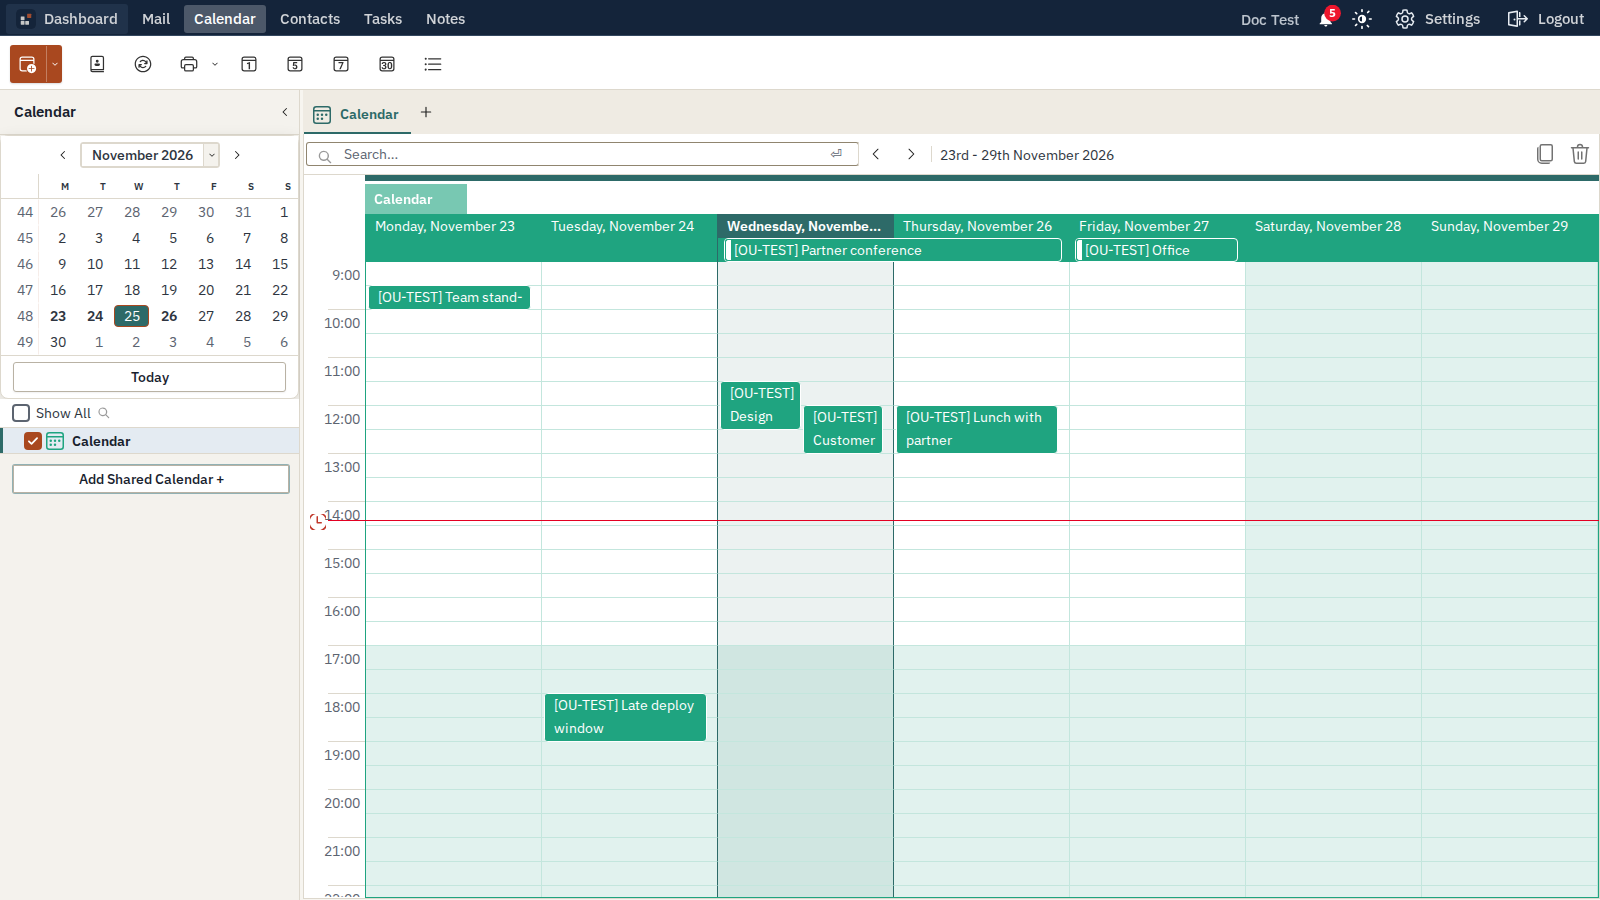 Dashboard Mail Calendar Contacts Tasks Notes Doc Test 5 Settings Logout
1 5 7 30
Calendar
Calendar
November 2026
Search...
23rd - 29th November 2026
M T W T F S S
44 26 27 28 29 30 31 1
45 2 3 4 5 6 7 8
46 9 10 11 12 13 14 15
47 16 17 18 19 20 21 22
48 23 24 25 26 27 28 29
49 30 1 2 3 4 5 6
Today
Show All
Calendar
Add Shared Calendar +
Calendar
Monday, November 23
Tuesday, November 24
Wednesday, Novembe...
Thursday, November 26
Friday, November 27
Saturday, November 28
Sunday, November 29
[OU-TEST] Partner conference
[OU-TEST] Office
9:00
[OU-TEST] Team stand-
10:00
11:00
[OU-TEST]
Design
12:00
[OU-TEST]
Customer
[OU-TEST] Lunch with
partner
13:00
14:00
15:00
16:00
17:00
18:00
[OU-TEST] Late deploy
window
19:00
20:00
21:00